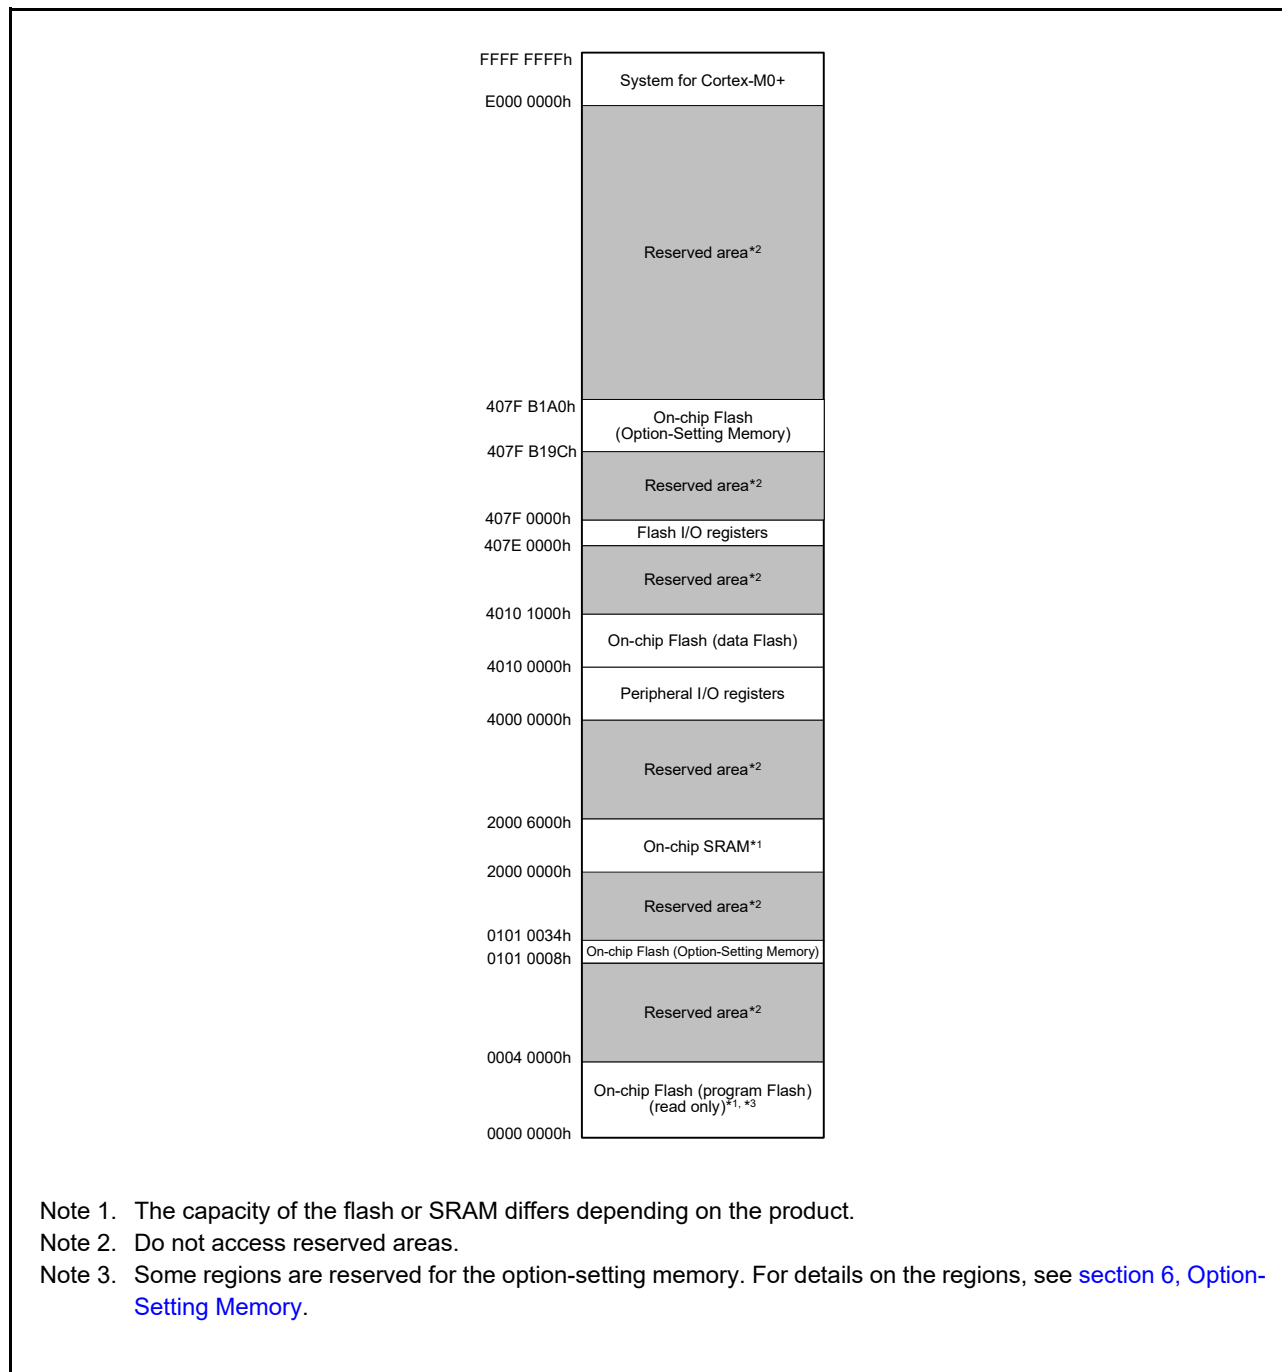 FFFF FFFFh
System for Cortex-M0+
E000 0000h
Reserved area*2
407F B1A0h
On-chip Flash
(Option-Setting Memory)
407F B19Ch
Reserved area*2
407F 0000h
Flash I/O registers
407E 0000h
Reserved area*2
4010 1000h
On-chip Flash (data Flash)
4010 0000h
Peripheral I/O registers
4000 0000h
Reserved area*2
2000 6000h
On-chip SRAM*1
2000 0000h
Reserved area*2
0101 0034h
On-chip Flash (Option-Setting Memory)
0101 0008h
Reserved area*2
0004 0000h
On-chip Flash (program Flash)
(read only)*1, *3
0000 0000h
Note 1. The capacity of the flash or SRAM differs depending on the product.
Note 2. Do not access reserved areas.
Note 3. Some regions are reserved for the option-setting memory. For details on the regions, see section 6, Option-
Setting Memory.